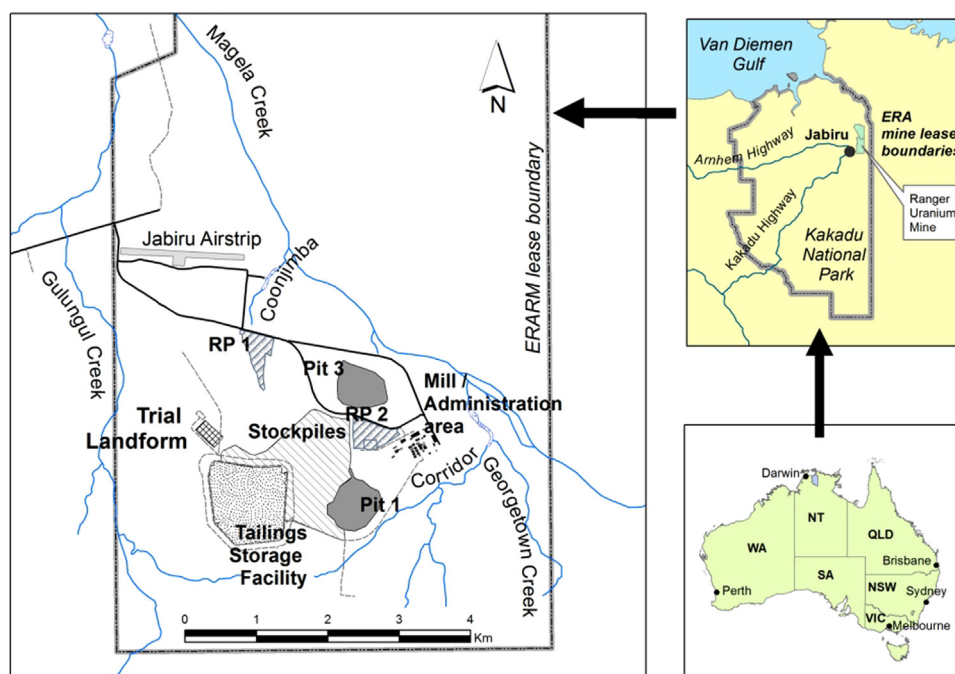 Magela Creek
N
Jabiru Airstrip
Coonjimba
Gulungul Creek
ERARM lease boundary
RP 1
Pit 3
Mill /
Administration
area
RP 2
Trial
Landform
Stockpiles
Corridor
Georgetown Creek
Pit 1
Tailings
Storage
Facility
0 1 2 3 4
Km
Van Diemen
Gulf
ERA
mine lease
boundaries
Jabiru
Arnhem Highway
Ranger
Uranium
Mine
Kakadu Highway
Kakadu
National
Park
Darwin
NT
QLD
WA
Brisbane
SA
NSW
Perth
Sydney
VIC
Melbourne